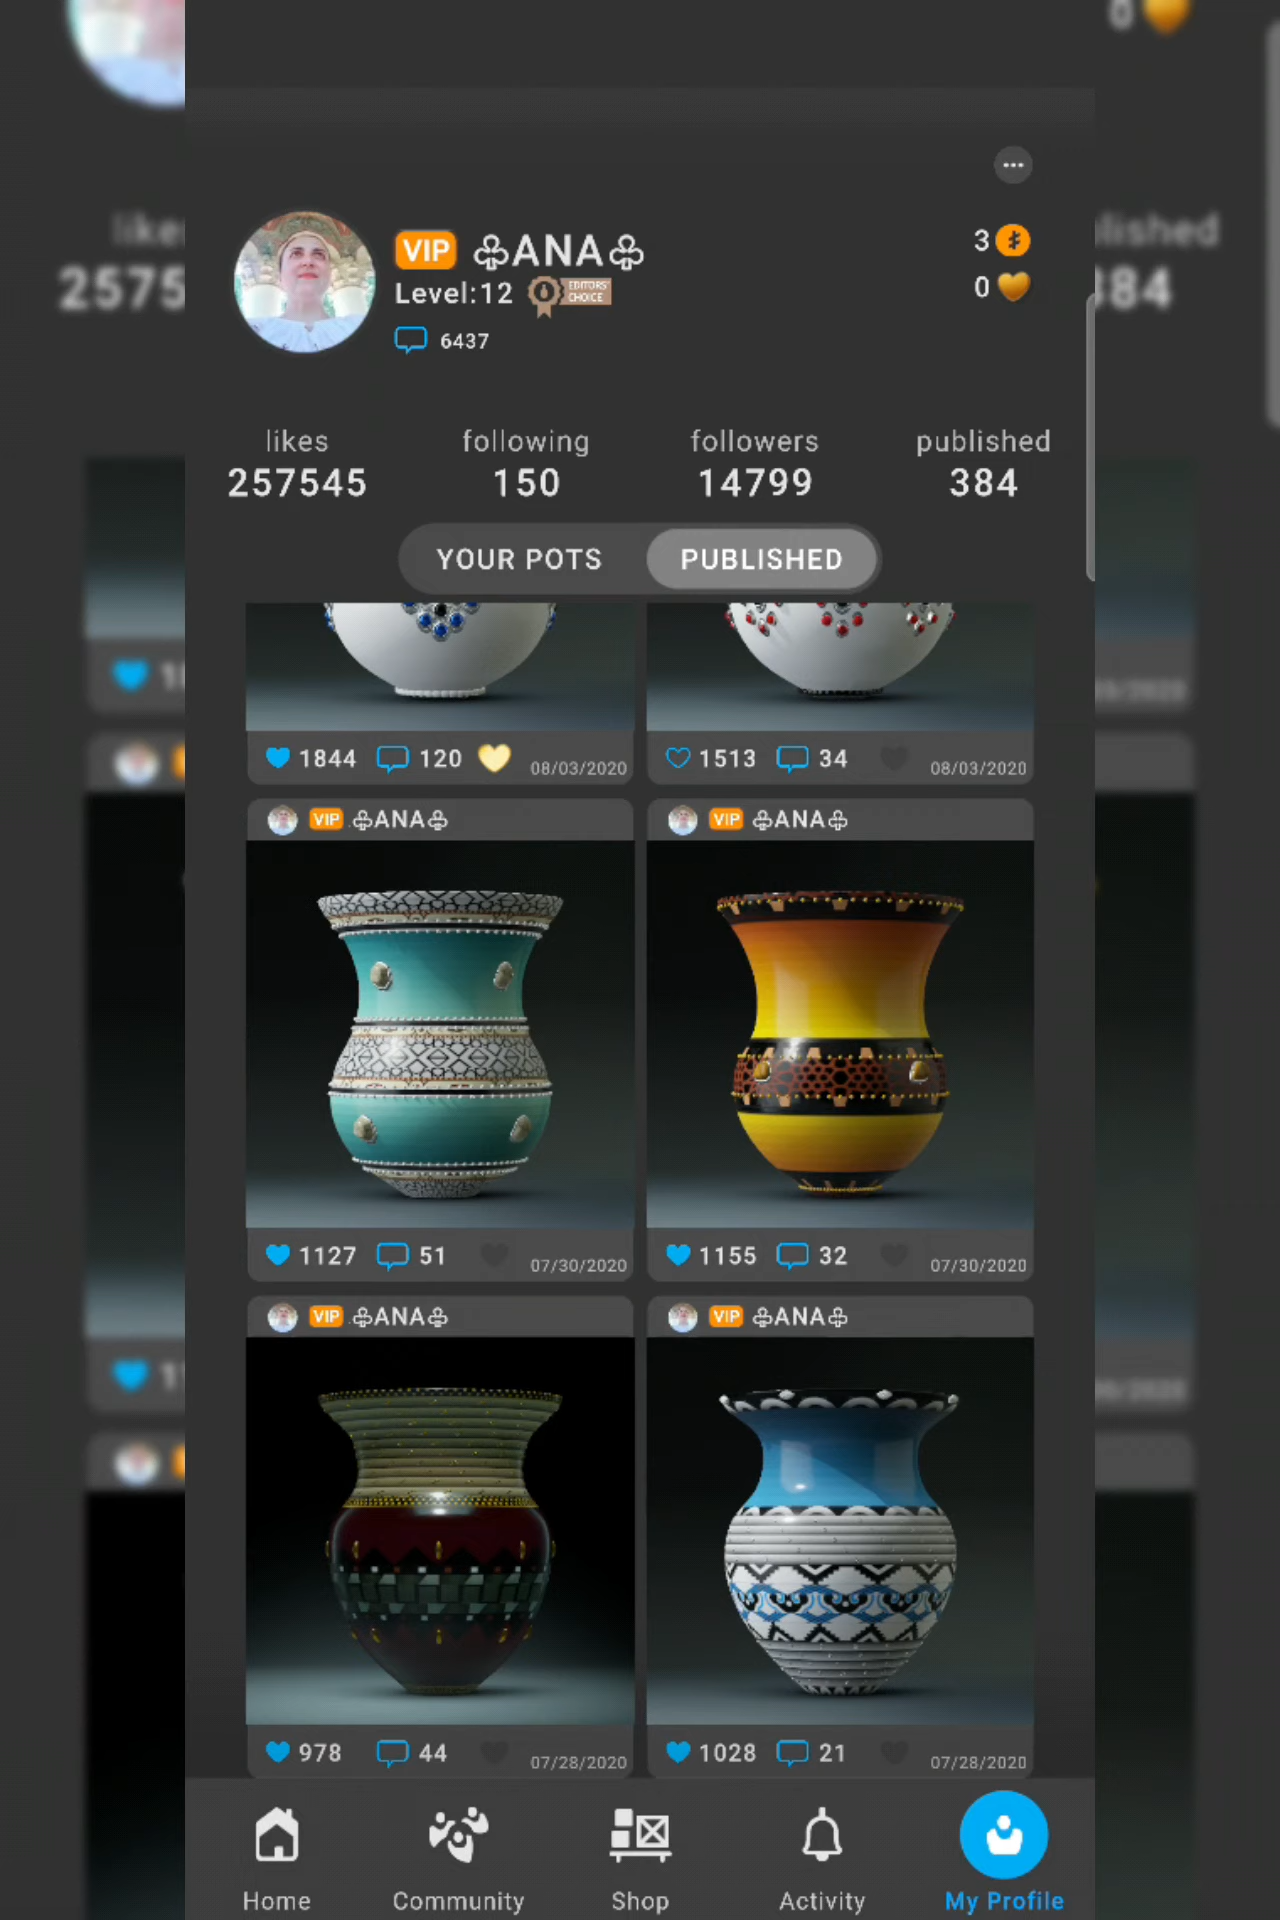 0
VIP ♧ANA♧
3
Level:12 EDITORS' CHOICE
0
6437
likes following followers published
257545 150 14799 384
YOUR POTS PUBLISHED
1844 120 08/03/2020 1513 34 08/03/2020
VIP .♧ANA♧ VIP ♧ANA♧
1127 51 07/30/2020 1155 32 07/30/2020
VIP .♧ANA♧ VIP ♧ANA♧
978 44 07/28/2020 1028 21 07/28/2020
Home Community Shop Activity My Profile